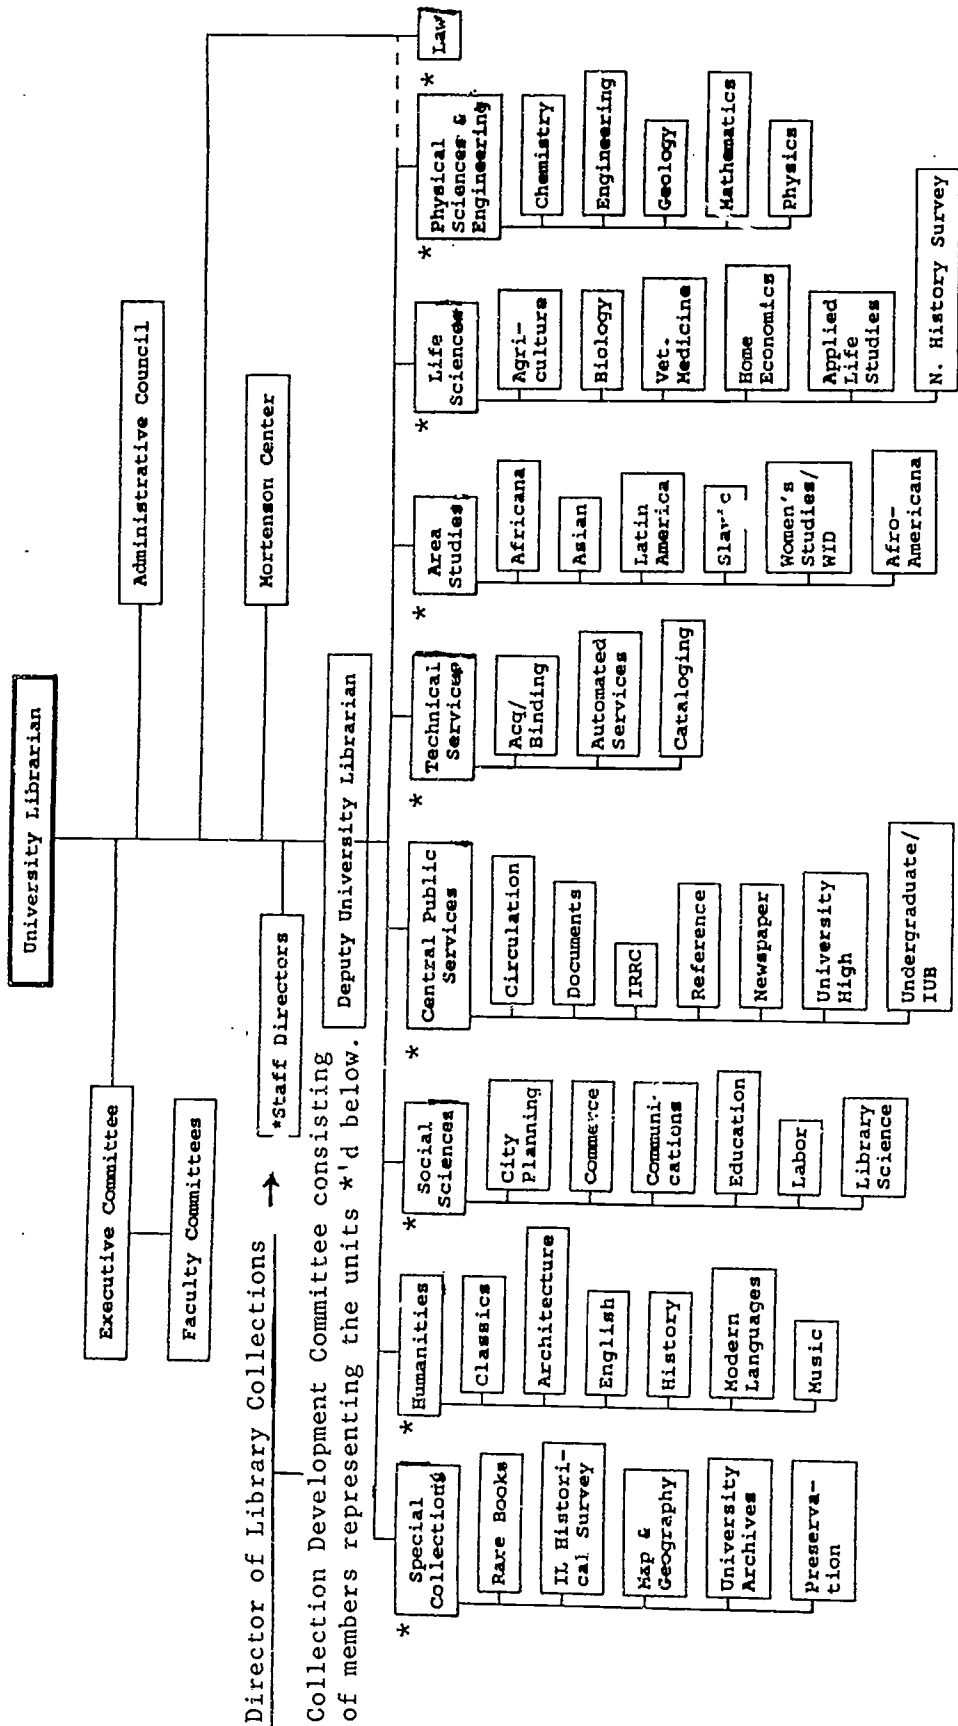 University Librarian
Administrative Council
Executive Committee
Faculty Committees
Mortenson Center
Director of Library Collections →
*Staff Directors
Collection Development Committee consisting
of members representing the units *'d below.
Deputy University Librarian
*
Special
Collections
Rare Books
IL Histori-
cal Survey
Map &
Geography
University
Archives
Preserva-
tion
*
Humanities
Classics
Architecture
English
History
Modern
Languages
Music
*
Social
Sciences
City
Planning
Commerce
Communi-
cations
Education
Labor
Library
Science
*
Central Public
Services
Circulation
Documents
IRRC
Reference
Newspaper
University
High
Undergraduate/
IUB
*
Technical
Services
Acq/
Binding
Automated
Services
Cataloging
*
Area
Studies
Africana
Asian
Latin
America
Slavic
Women's
Studies/
WID
Afro-
Americana
*
Life
Sciences
Agri-
culture
Biology
Vet.
Medicine
Home
Economics
Applied
Life
Studies
N. History Survey
*
Physical
Sciences &
Engineering
Chemistry
Engineering
Geology
Mathematics
Physics
*
Law